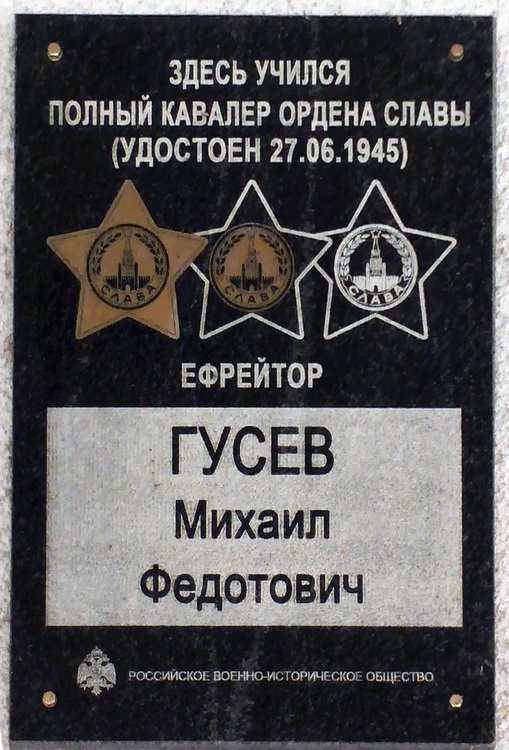 ЗДЕСЬ УЧИЛСЯ
ПОЛНЫЙ КАВАЛЕР ОРДЕНА СЛАВЫ
(УДОСТОЕН 27.06.1945)
СЛАВА СЛАВА СЛАВА
ЕФРЕЙТОР
ГУСЕВ
Михаил
Федотович
РОССИЙСКОЕ ВОЕННО-ИСТОРИЧЕСКОЕ ОБЩЕСТВО